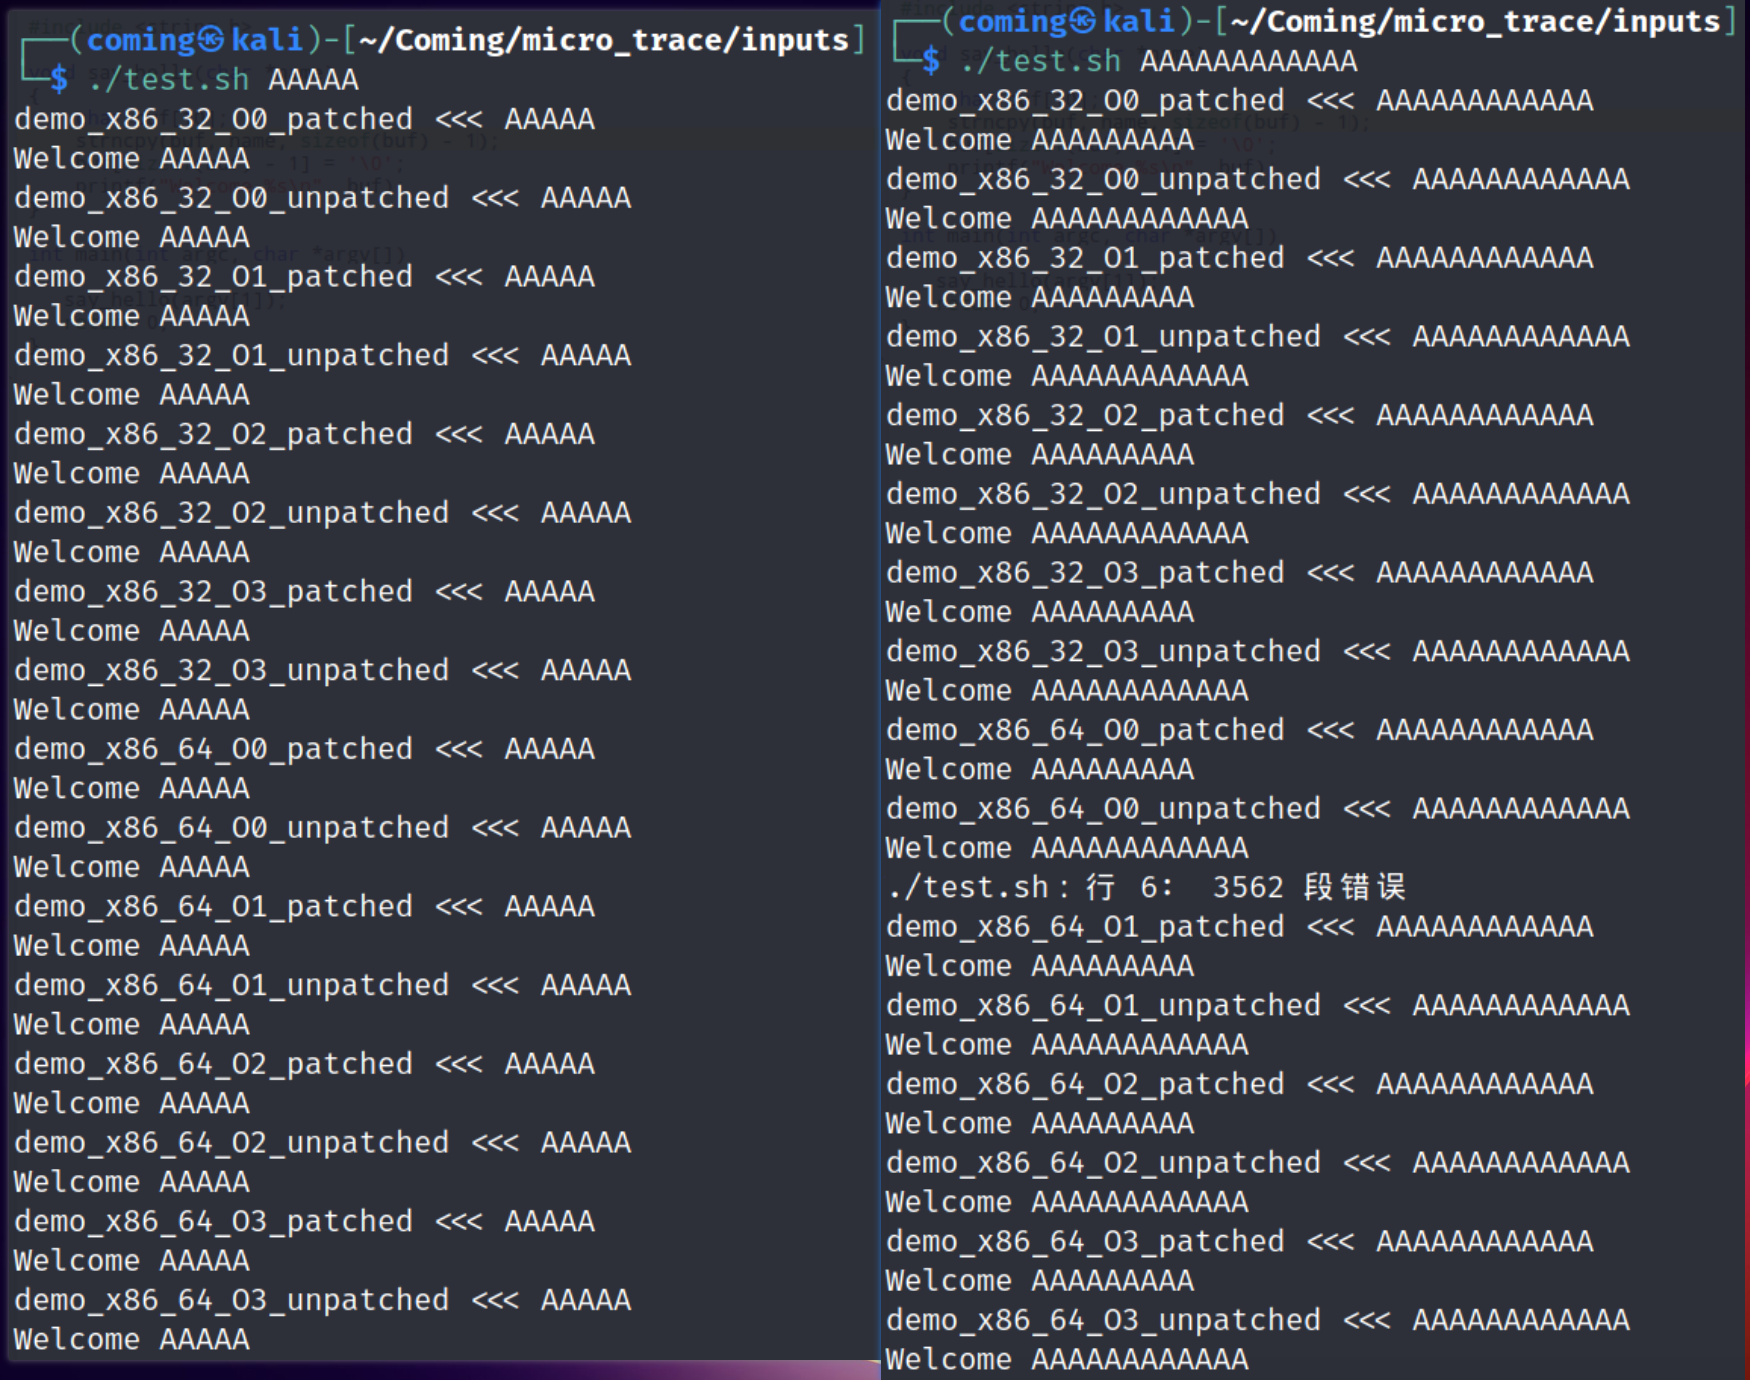 ┌──(coming㉿kali)-[~/Coming/micro_trace/inputs]
└─$ ./test.sh AAAAA
demo_x86_32_O0_patched <<< AAAAA
Welcome AAAAA
demo_x86_32_O0_unpatched <<< AAAAA
Welcome AAAAA
demo_x86_32_O1_patched <<< AAAAA
Welcome AAAAA
demo_x86_32_O1_unpatched <<< AAAAA
Welcome AAAAA
demo_x86_32_O2_patched <<< AAAAA
Welcome AAAAA
demo_x86_32_O2_unpatched <<< AAAAA
Welcome AAAAA
demo_x86_32_O3_patched <<< AAAAA
Welcome AAAAA
demo_x86_32_O3_unpatched <<< AAAAA
Welcome AAAAA
demo_x86_64_O0_patched <<< AAAAA
Welcome AAAAA
demo_x86_64_O0_unpatched <<< AAAAA
Welcome AAAAA
demo_x86_64_O1_patched <<< AAAAA
Welcome AAAAA
demo_x86_64_O1_unpatched <<< AAAAA
Welcome AAAAA
demo_x86_64_O2_patched <<< AAAAA
Welcome AAAAA
demo_x86_64_O2_unpatched <<< AAAAA
Welcome AAAAA
demo_x86_64_O3_patched <<< AAAAA
Welcome AAAAA
demo_x86_64_O3_unpatched <<< AAAAA
Welcome AAAAA
┌──(coming㉿kali)-[~/Coming/micro_trace/inputs]
└─$ ./test.sh AAAAAAAAAAAA
demo_x86_32_O0_patched <<< AAAAAAAAAAAA
Welcome AAAAAAAAA
demo_x86_32_O0_unpatched <<< AAAAAAAAAAAA
Welcome AAAAAAAAAAAA
demo_x86_32_O1_patched <<< AAAAAAAAAAAA
Welcome AAAAAAAAA
demo_x86_32_O1_unpatched <<< AAAAAAAAAAAA
Welcome AAAAAAAAAAAA
demo_x86_32_O2_patched <<< AAAAAAAAAAAA
Welcome AAAAAAAAA
demo_x86_32_O2_unpatched <<< AAAAAAAAAAAA
Welcome AAAAAAAAAAAA
demo_x86_32_O3_patched <<< AAAAAAAAAAAA
Welcome AAAAAAAAA
demo_x86_32_O3_unpatched <<< AAAAAAAAAAAA
Welcome AAAAAAAAAAAA
demo_x86_64_O0_patched <<< AAAAAAAAAAAA
Welcome AAAAAAAAA
demo_x86_64_O0_unpatched <<< AAAAAAAAAAAA
Welcome AAAAAAAAAAAA
./test.sh: 行 6:  3562 段错误
demo_x86_64_O1_patched <<< AAAAAAAAAAAA
Welcome AAAAAAAAA
demo_x86_64_O1_unpatched <<< AAAAAAAAAAAA
Welcome AAAAAAAAAAAA
demo_x86_64_O2_patched <<< AAAAAAAAAAAA
Welcome AAAAAAAAA
demo_x86_64_O2_unpatched <<< AAAAAAAAAAAA
Welcome AAAAAAAAAAAA
demo_x86_64_O3_patched <<< AAAAAAAAAAAA
Welcome AAAAAAAAA
demo_x86_64_O3_unpatched <<< AAAAAAAAAAAA
Welcome AAAAAAAAAAAA